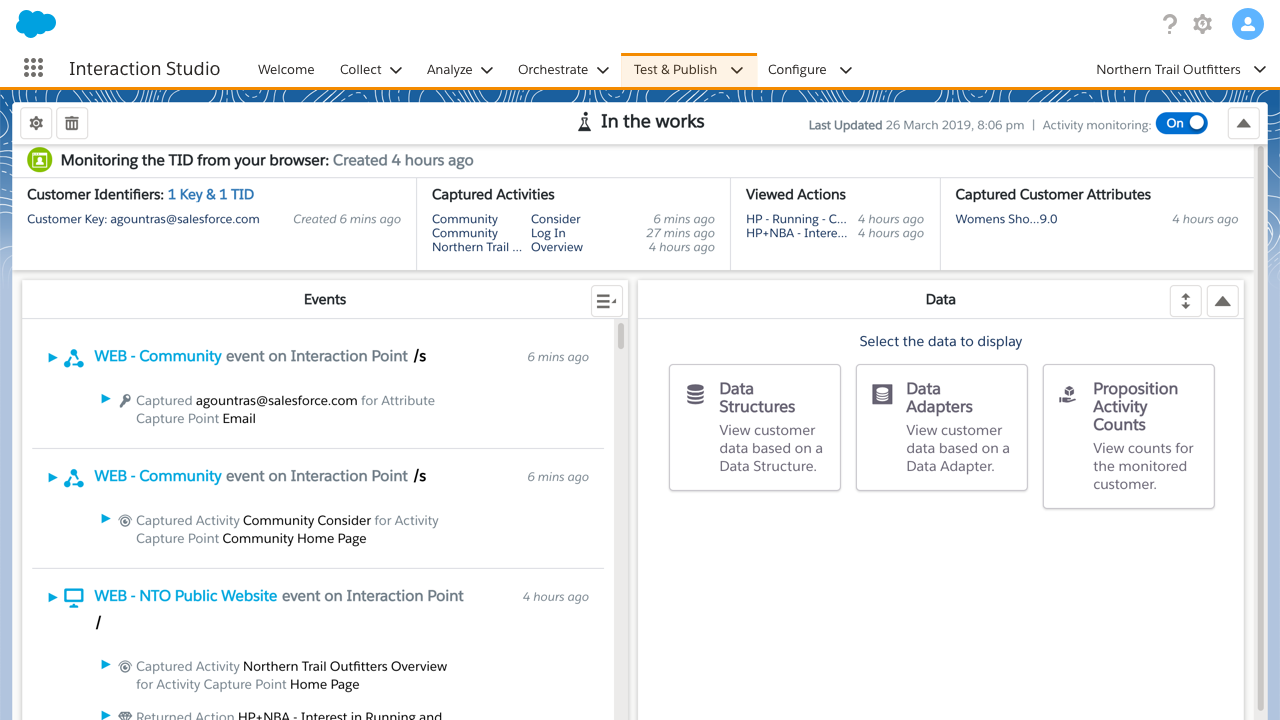 Interaction Studio
Welcome
Collect
Analyze
Orchestrate
Test & Publish
Configure
Northern Trail Outfitters
In the works
Last Updated 26 March 2019, 8:06 pm | Activity monitoring: On
Monitoring the TID from your browser: Created 4 hours ago
Customer Identifiers: 1 Key & 1 TID
Customer Key: agountras@salesforce.com Created 6 mins ago
Captured Activities
Community Consider 6 mins ago
Community Log In 27 mins ago
Northern Trail ... Overview 4 hours ago
Viewed Actions
HP - Running - C... 4 hours ago
HP+NBA - Intere... 4 hours ago
Captured Customer Attributes
Womens Sho...9.0 4 hours ago
Events
WEB - Community event on Interaction Point /s 6 mins ago
Captured agountras@salesforce.com for Attribute
Capture Point Email
WEB - Community event on Interaction Point /s 6 mins ago
Captured Activity Community Consider for Activity
Capture Point Community Home Page
WEB - NTO Public Website event on Interaction Point 4 hours ago
/
Captured Activity Northern Trail Outfitters Overview
for Activity Capture Point Home Page
Returned Action HP+NBA - Interest in Running and
Data
Select the data to display
Data
Structures
View customer
data based on a
Data Structure.
Data
Adapters
View customer
data based on a
Data Adapter.
Proposition
Activity
Counts
View counts for
the monitored
customer.